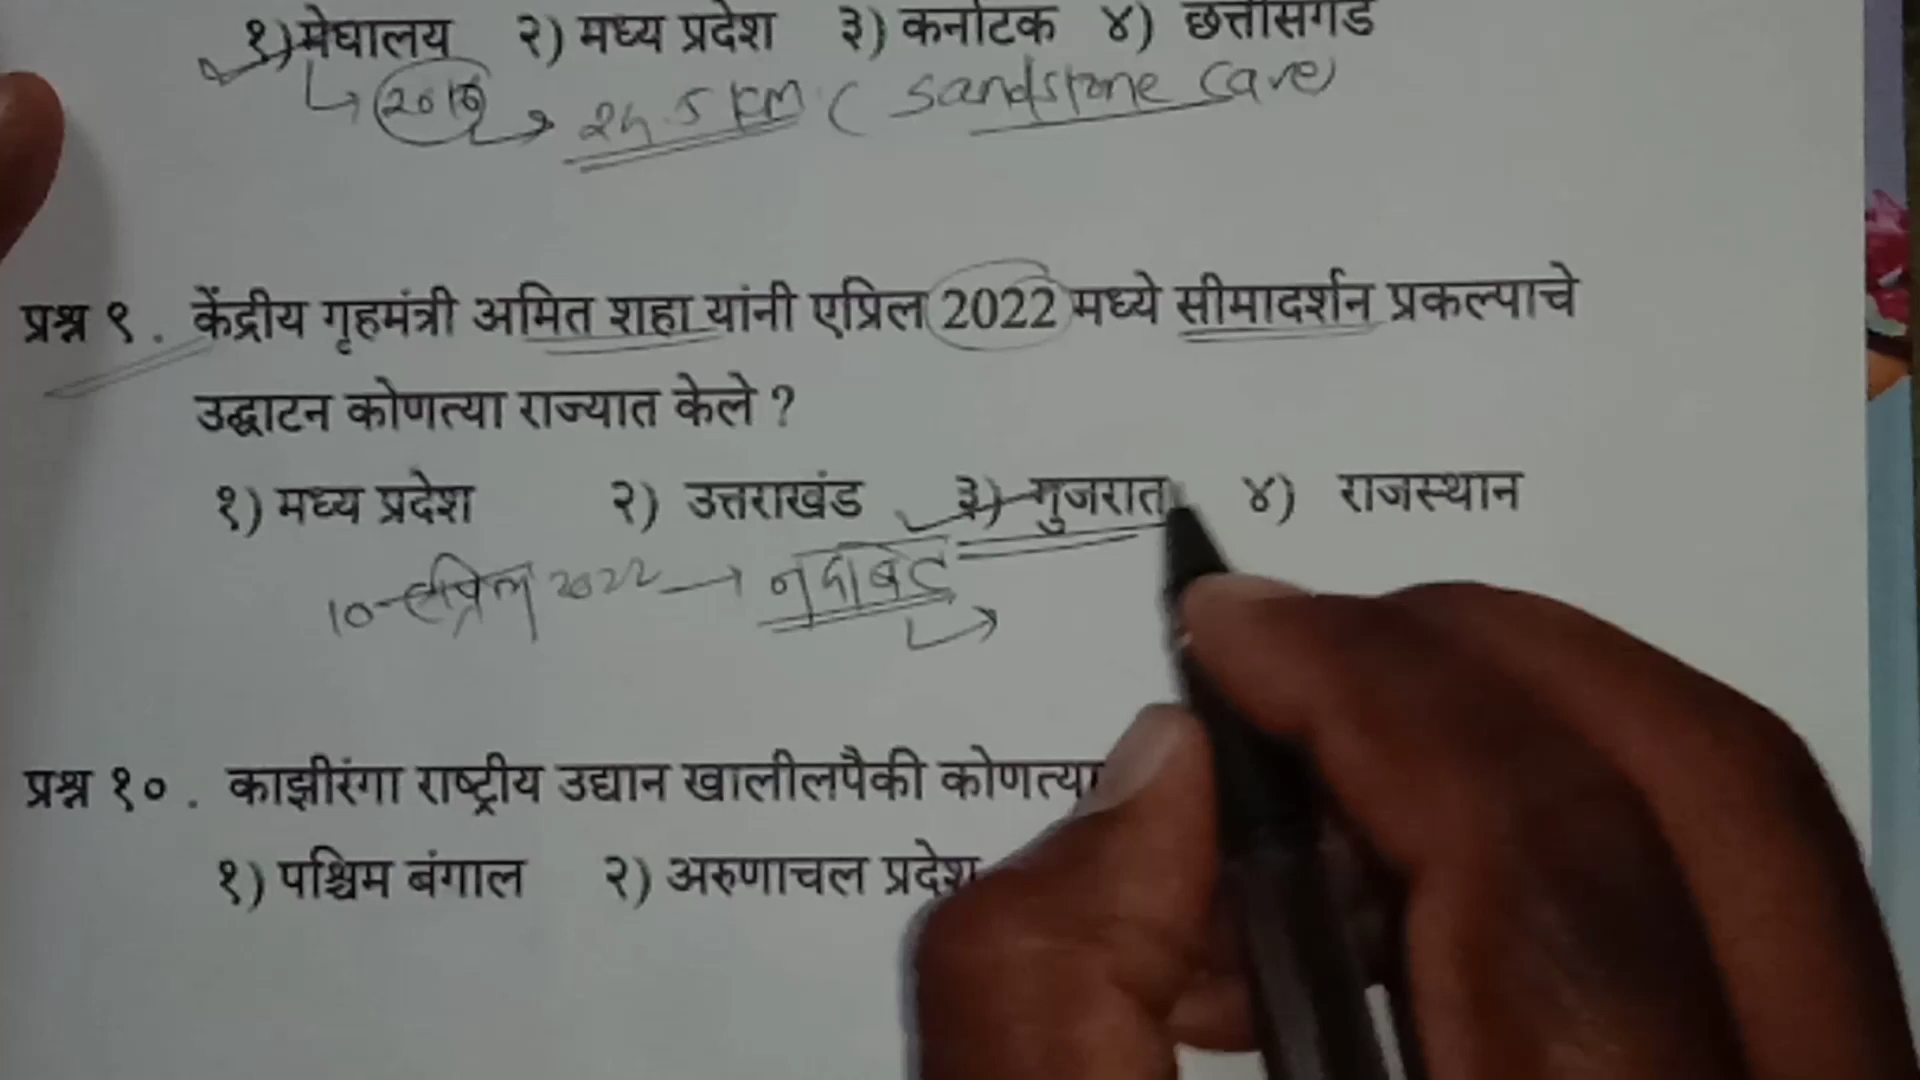 १) मेघालय २) मध्य प्रदेश ३) कर्नाटक ४) छत्तीसगड
→ 2016 → 24.5 KM ( Sandstone Cave)
प्रश्न ९ . केंद्रीय गृहमंत्री अमित शहा यांनी एप्रिल 2022 मध्ये सीमादर्शन प्रकल्पाचे
उद्घाटन कोणत्या राज्यात केले ?
१) मध्य प्रदेश २) उत्तराखंड ३) गुजरात ४) राजस्थान
10 एप्रिल 2022 → नदाबेट
प्रश्न १० . काझीरंगा राष्ट्रीय उद्यान खालीलपैकी कोणत्या
१) पश्चिम बंगाल २) अरुणाचल प्रदेश